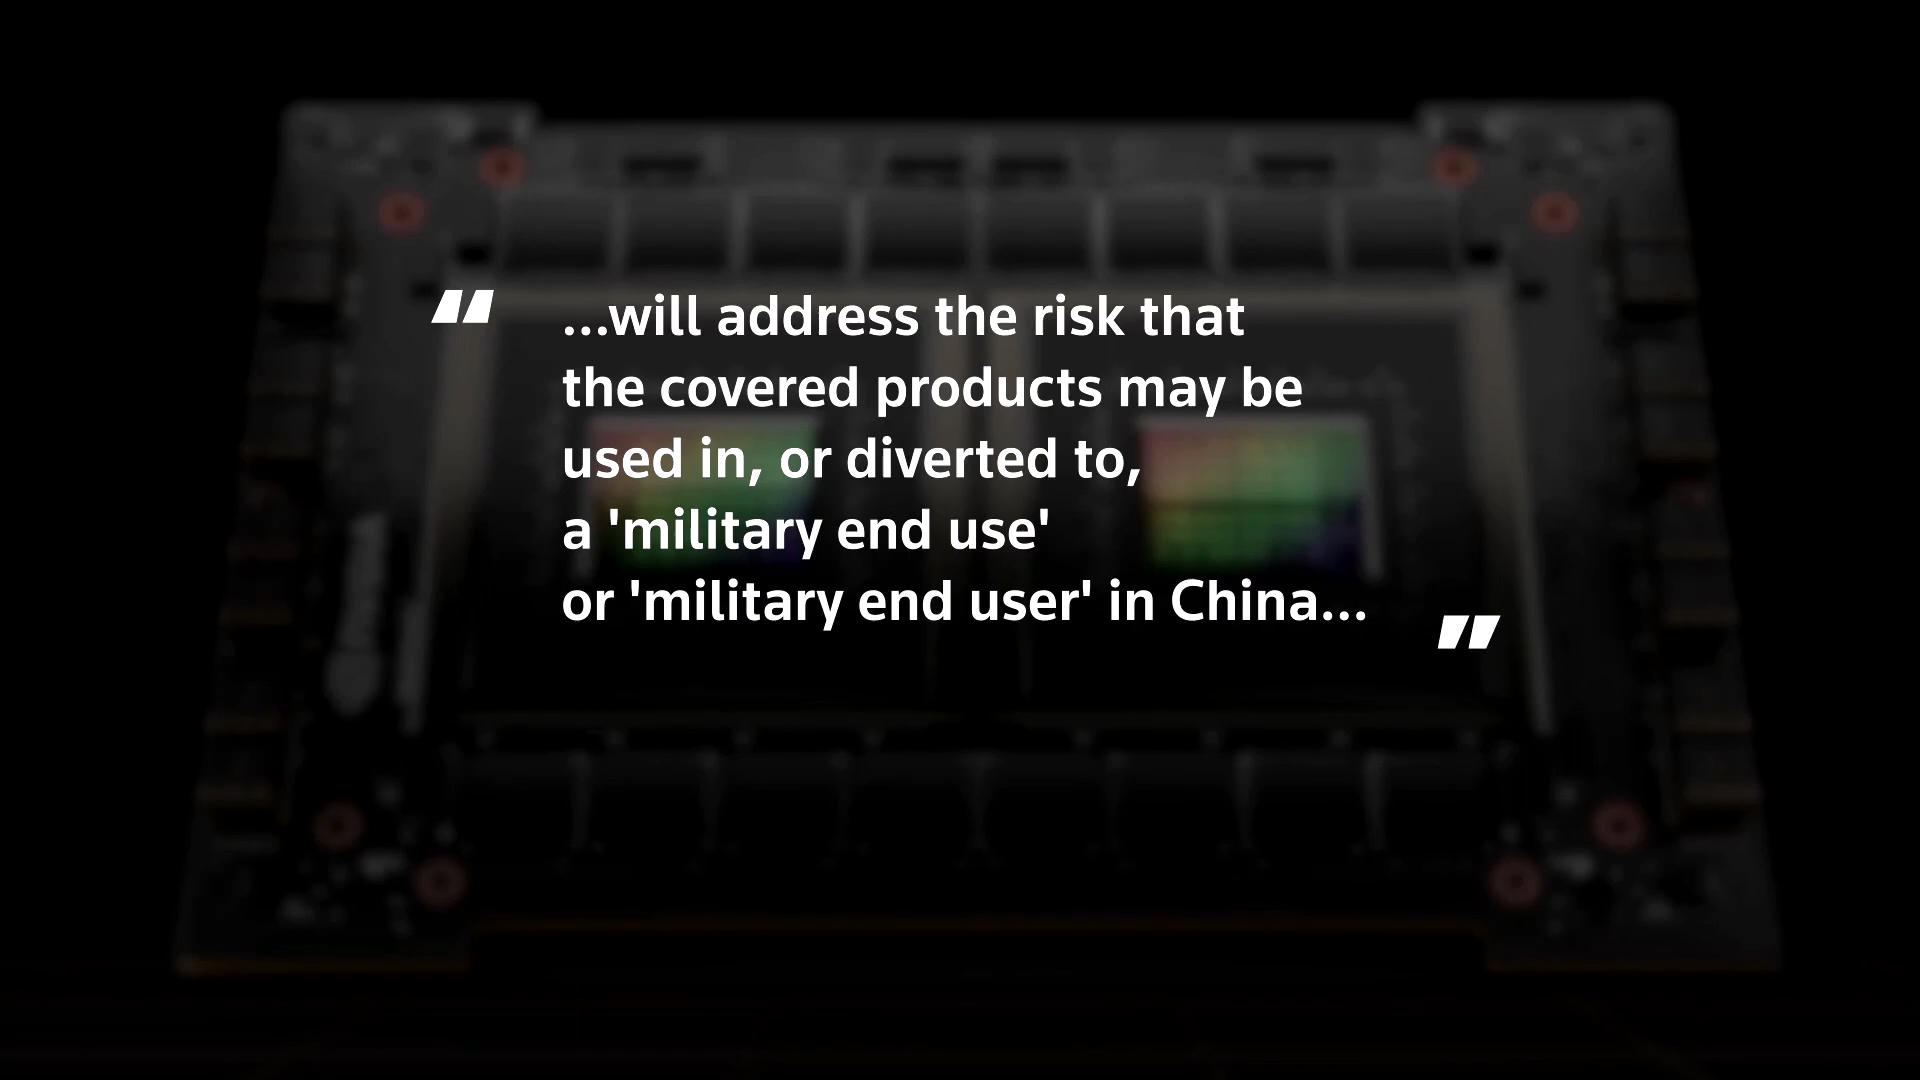 “ ...will address the risk that
the covered products may be
used in, or diverted to,
a 'military end use'
or 'military end user' in China... ”